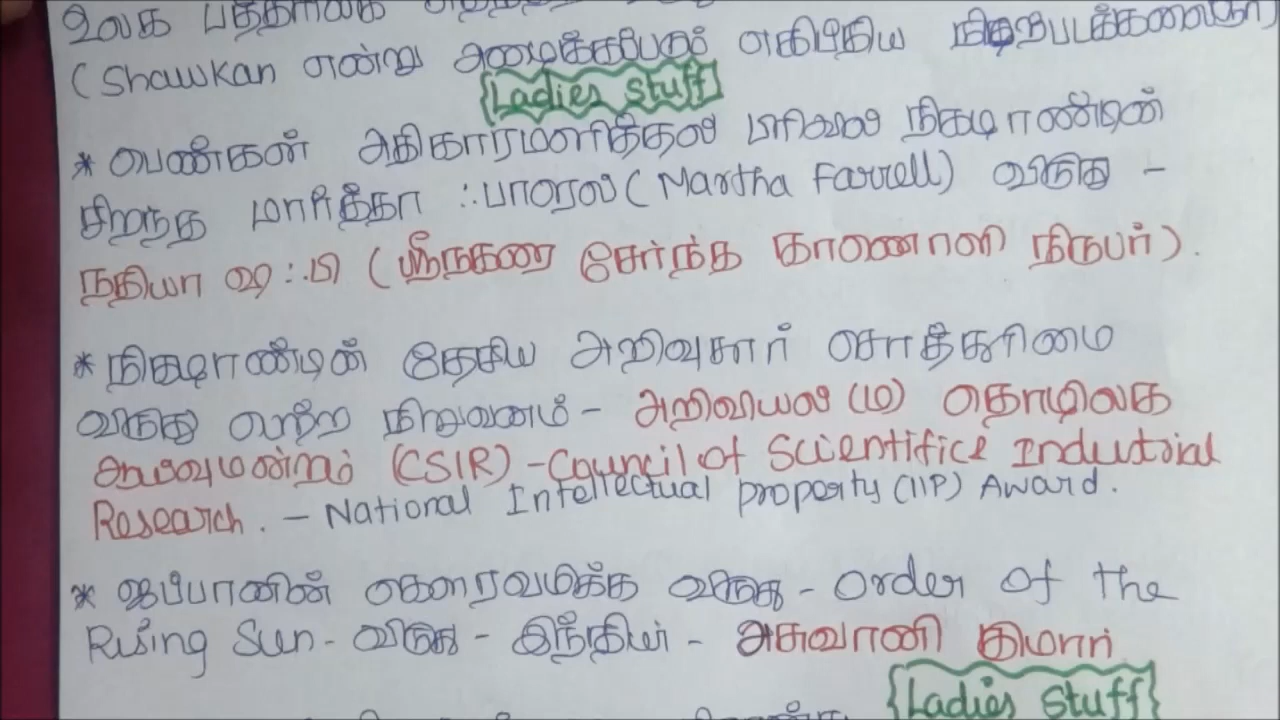 உலக பத்திரிகை
(Shawkan என்று அழைக்கப்படும் எகிப்திய நிழற்படக்கலைஞர்)
{Ladies Stuff}
* பெண்கள் அதிகாரமளித்தல் பிரிவில் நிகழாண்டின்
சிறந்த மார்த்தா ஃபாரல் (Martha Farrell) விருது -
நதியா ஷஃபி (ஸ்ரீநகரை சேர்ந்த காணொளி நிருபர்).
* நிகழாண்டின் தேசிய அறிவுசார் சொத்துரிமை
விருது பெற்ற நிறுவனம் - அறிவியல் (ம) தொழிலக
ஆய்வுமன்றம் (CSIR) - Council of Scientifice Industrial
Research. - National Intellectual property (IIP) Award.
* ஜப்பானின் கௌரவமிக்க விருது - Order of the
Rising Sun - விருது - இந்தியர் - அசுவானி குமார்
{Ladies Stuff}